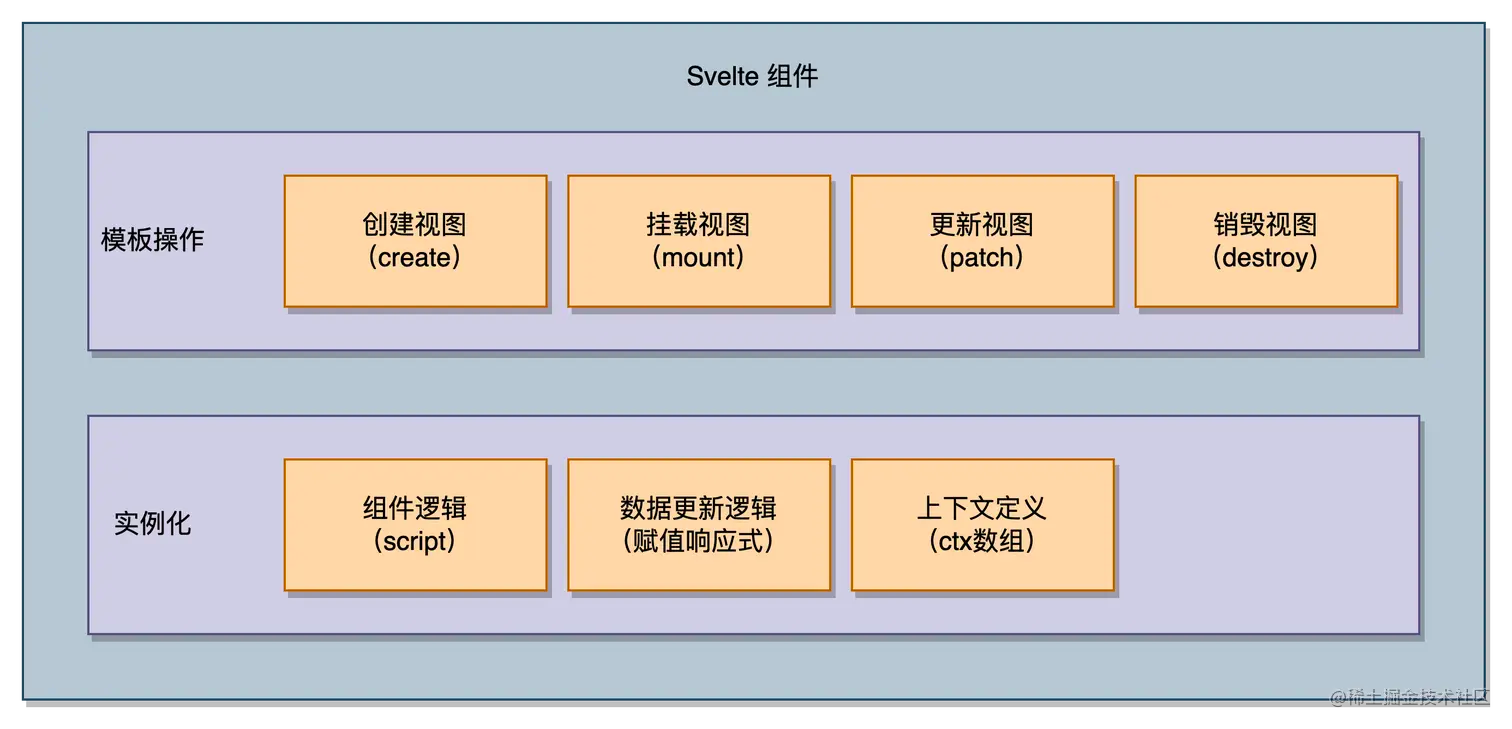 Svelte 组件
模板操作
创建视图
（create）
挂载视图
（mount）
更新视图
（patch）
销毁视图
（destroy）
实例化
组件逻辑
（script）
数据更新逻辑
（赋值响应式）
上下文定义
（ctx数组）
@稀土掘金技术社区